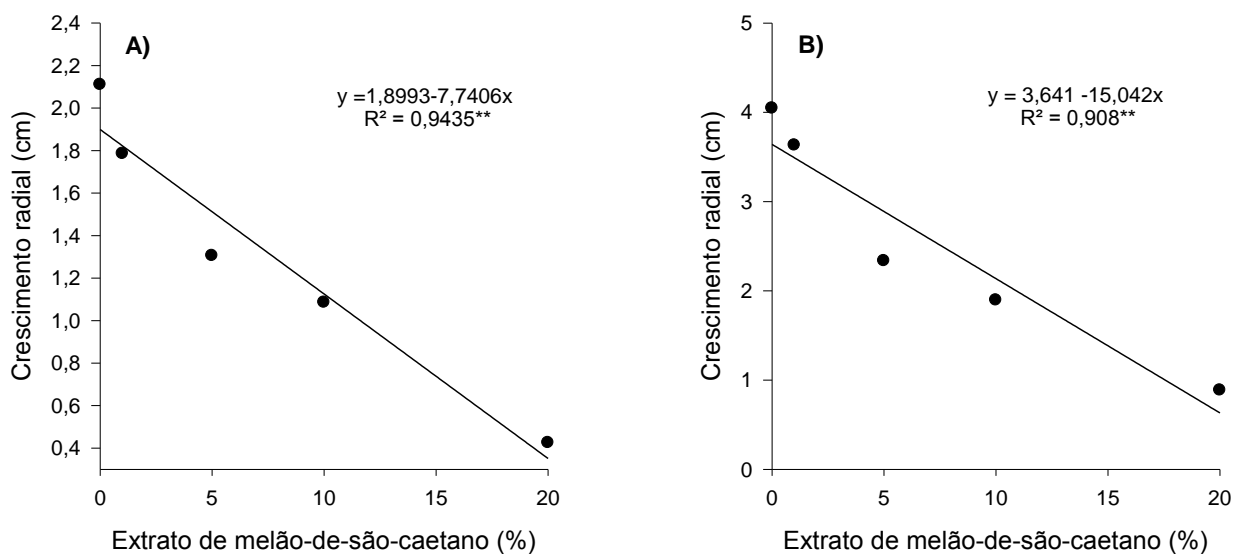 A)
y =1,8993-7,7406x
R² = 0,9435**
Crescimento radial (cm)
2,4
2,2
2,0
1,8
1,6
1,4
1,2
1,0
0,8
0,6
0,4
0 5 10 15 20
Extrato de melão-de-são-caetano (%)
B)
y = 3,641 -15,042x
R² = 0,908**
Crescimento radial (cm)
5
4
3
2
1
0
0 5 10 15 20
Extrato de melão-de-são-caetano (%)